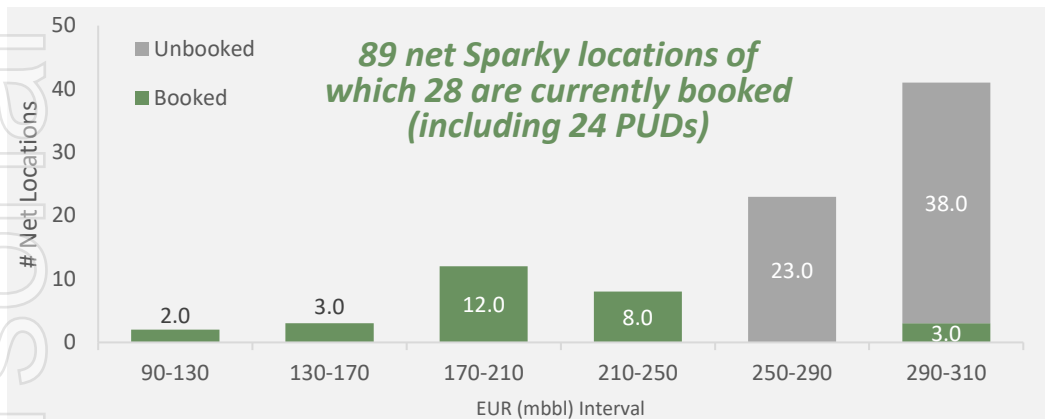 50
40
30
20
10
0
# Net Locations
Unbooked
Booked
89 net Sparky locations of
which 28 are currently booked
(including 24 PUDs)
2.0
3.0
12.0
8.0
23.0
38.0
3.0
90-130
130-170
170-210
210-250
250-290
290-310
EUR (mbbl) Interval